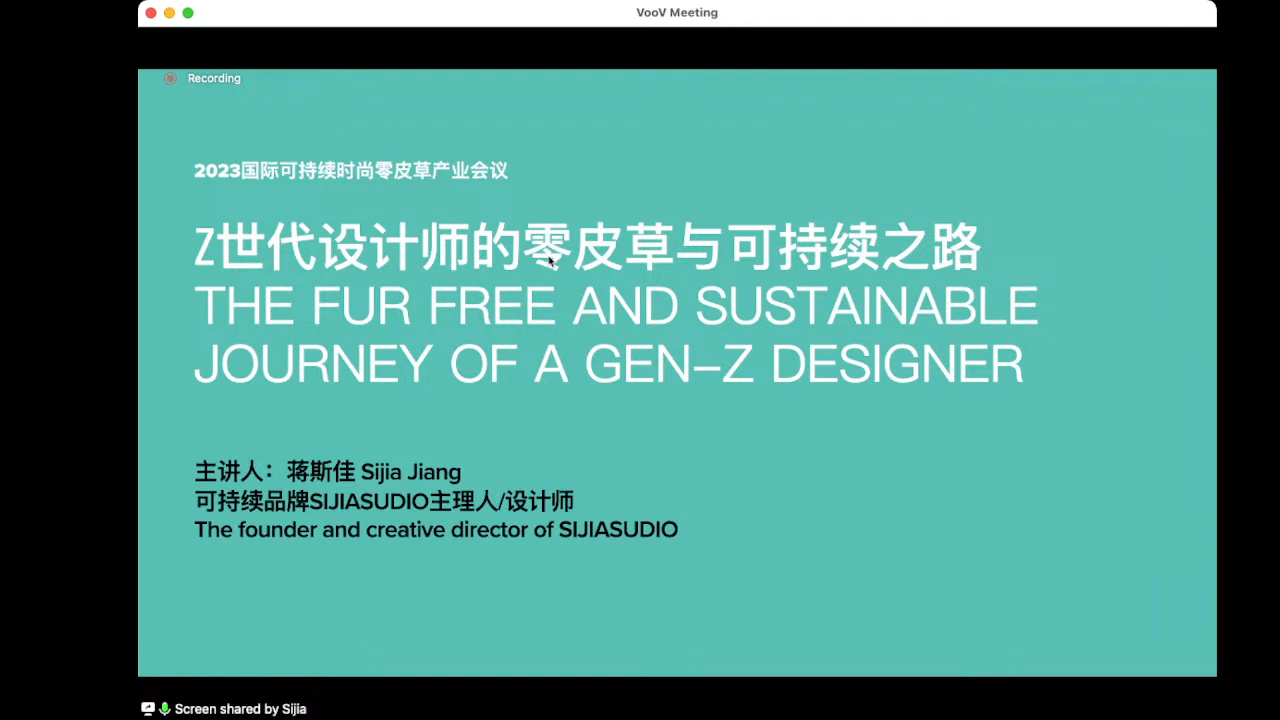 VooV Meeting
Recording
2023国际可持续时尚零皮草产业会议
Z世代设计师的零皮草与可持续之路
THE FUR FREE AND SUSTAINABLE
JOURNEY OF A GEN-Z DESIGNER
主讲人：蒋斯佳 Sijia Jiang
可持续品牌SIJIASUDIO主理人/设计师
The founder and creative director of SIJIASUDIO
Screen shared by Sijia